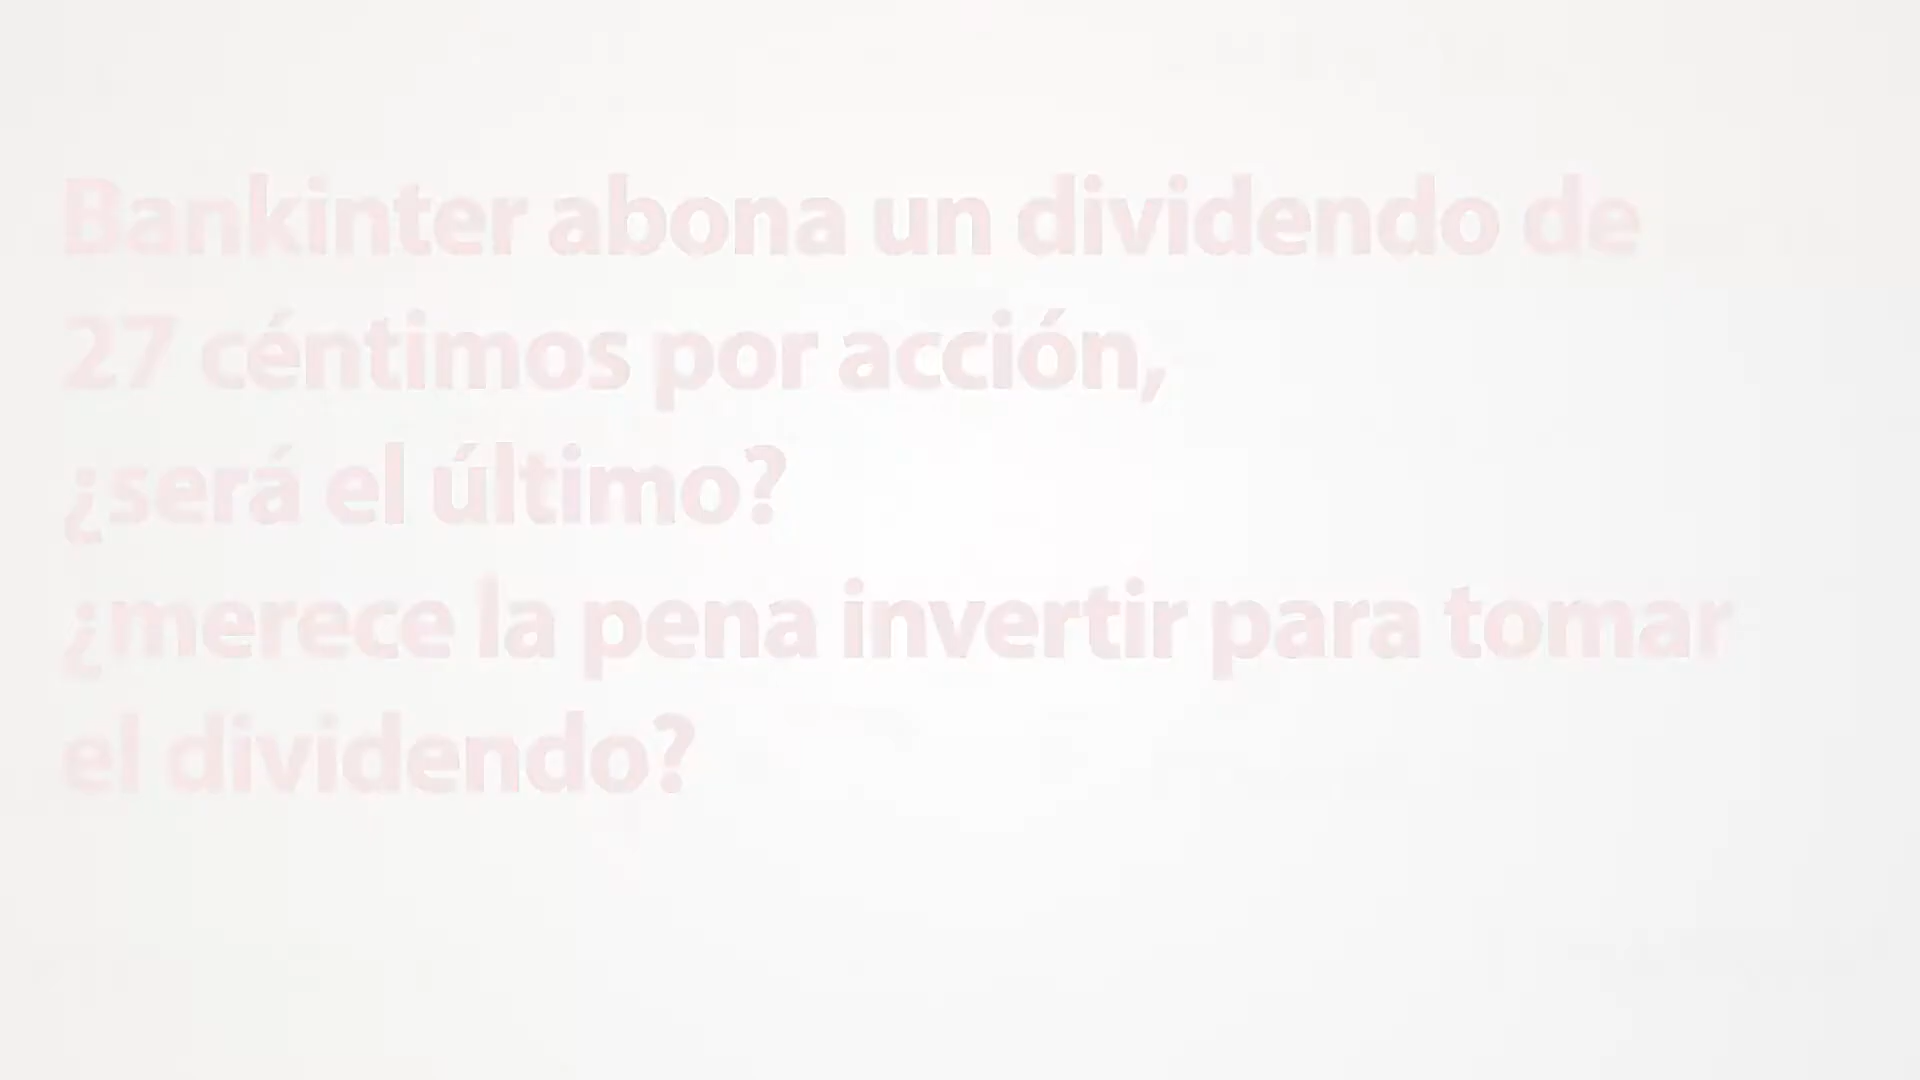 Bankinter abona un dividendo de
27 céntimos por acción,
¿será el último?
¿merece la pena invertir para tomar
el dividendo?